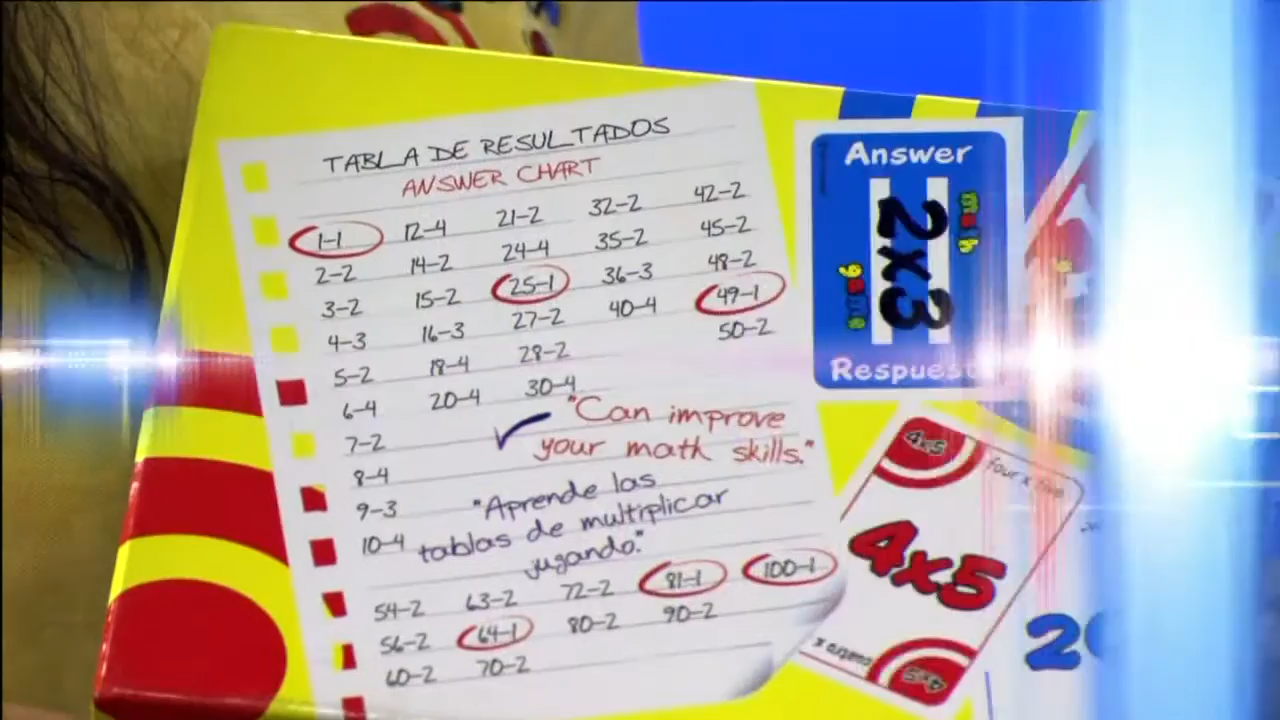 TABLA DE RESULTADOS
ANSWER CHART
1-1 12-4 21-2 32-2 42-2
2-2 14-2 24-4 35-2 45-2
3-2 15-2 25-1 36-3 48-2
4-3 16-3 27-2 40-4 49-1
5-2 18-4 28-2 50-2
6-4 20-4 30-4
7-2
8-4
9-3
10-4
"Can improve
your math skills."
"Aprende las
tablas de multiplicar
jugando."
54-2 63-2 72-2 81-1 100-1
56-2 64-1 80-2 90-2
60-2 70-2
Answer
math
2x3
game
Respuest
4x5
four x five
4x5
cuatro x
4x5
20